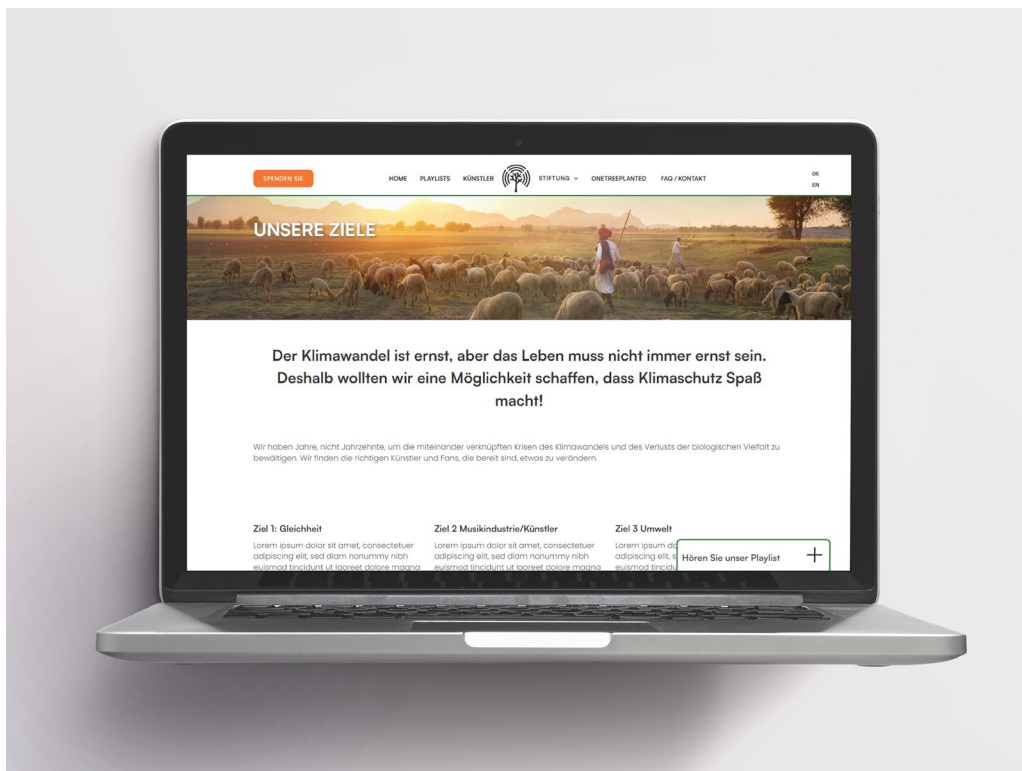 SPENDEN SIE
HOME PLAYLISTS KÜNSTLER STIFTUNG ONETREEPLANTED FAQ / KONTAKT
DE
EN
UNSERE ZIELE
Der Klimawandel ist ernst, aber das Leben muss nicht immer ernst sein.
Deshalb wollten wir eine Möglichkeit schaffen, dass Klimaschutz Spaß
macht!
Wir haben Jahre, nicht Jahrzehnte, um die miteinander verknüpften Krisen des Klimawandels und des Verlusts der biologischen Vielfalt zu
bewältigen. Wir finden die richtigen Künstler und Fans, die bereit sind, etwas zu verändern.
Ziel 1: Gleichheit
Lorem ipsum dolor sit amet, consectetuer
adipiscing elit, sed diam nonummy nibh
euismod tincidunt ut laoreet dolore magna
Ziel 2 Musikindustrie/Künstler
Lorem ipsum dolor sit amet, consectetuer
adipiscing elit, sed diam nonummy nibh
euismod tincidunt ut laoreet dolore magna
Ziel 3 Umwelt
Lorem ipsum
adipiscing elit,
euismod
Hören Sie unser Playlist